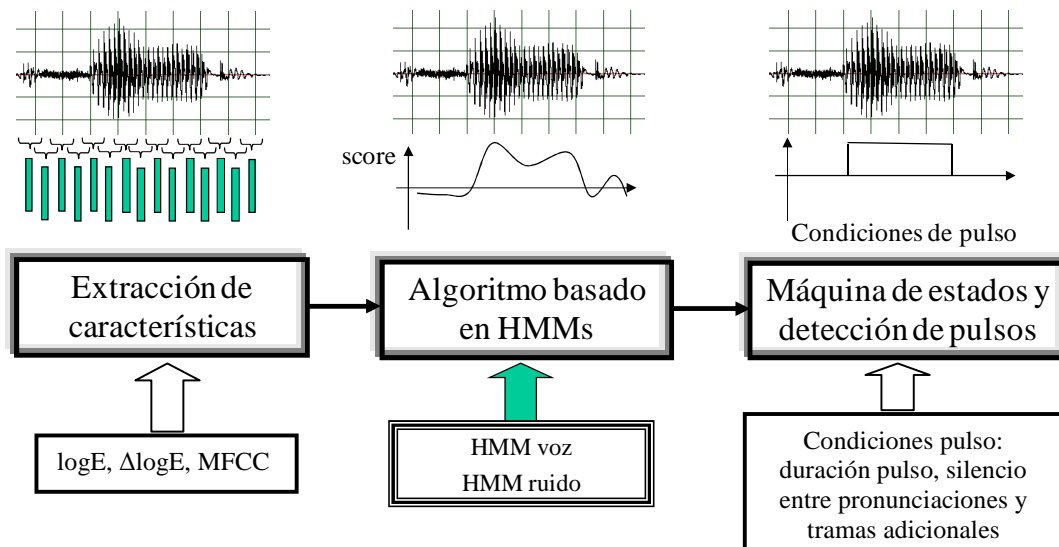 score
Condiciones de pulso
Extracción de
características
Algoritmo basado
en HMMs
Máquina de estados y
detección de pulsos
logE, ΔlogE, MFCC
HMM voz
HMM ruido
Condiciones pulso:
duración pulso, silencio
entre pronunciaciones y
tramas adicionales